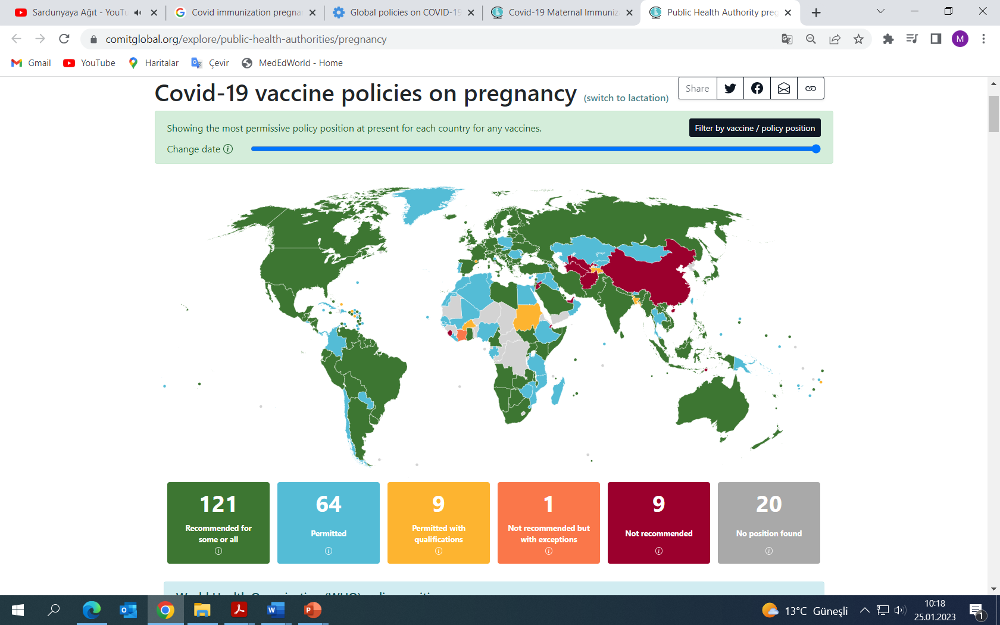 Sardunyaya Ağıt - YouTu
Covid immunization pregnan
Global policies on COVID-19
Covid-19 Maternal Immuniz
Public Health Authority preg
comitglobal.org/explore/public-health-authorities/pregnancy
M
Gmail
YouTube
Haritalar
Çevir
MedEdWorld - Home
Covid-19 vaccine policies on pregnancy (switch to lactation)
Share
Showing the most permissive policy position at present for each country for any vaccines.
Filter by vaccine / policy position
Change date
121
Recommended for
some or all
64
Permitted
9
Permitted with
qualifications
1
Not recommended but
with exceptions
9
Not recommended
20
No position found
13°C Güneşli
10:18
25.01.2023
1